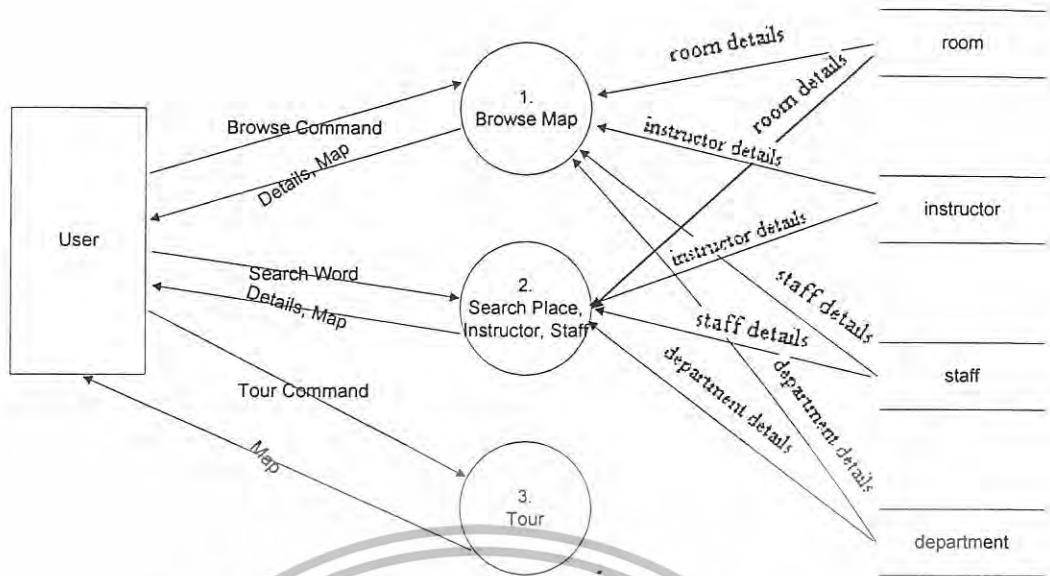 room details
room
room details
1.
Browse Map
Browse Command
instructor details
Details, Map
instructor
User
instructor details
2.
Search Place,
Instructor, Staff
Search Word
Details, Map
staff details
staff details
department details
department details
staff
Tour Command
Map
3.
Tour
department